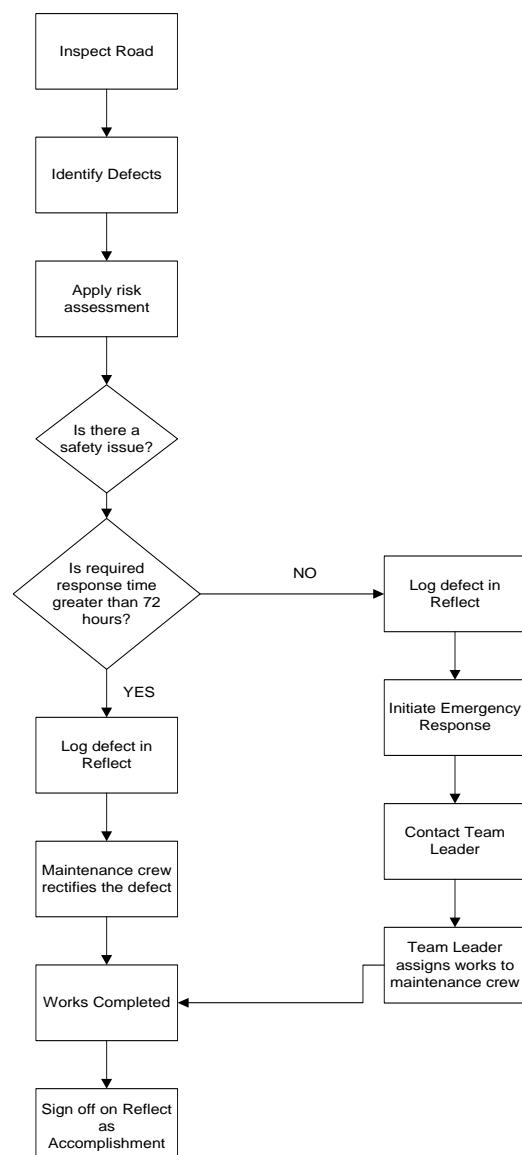 Inspect Road
Identify Defects
Apply risk
assessment
Is there a
safety issue?
Is required
response time
greater than 72
hours?
NO
Log defect in
Reflect
YES
Initiate Emergency
Response
Log defect in
Reflect
Contact Team
Leader
Maintenance crew
rectifies the defect
Team Leader
assigns works to
maintenance crew
Works Completed
Sign off on Reflect
as
Accomplishment